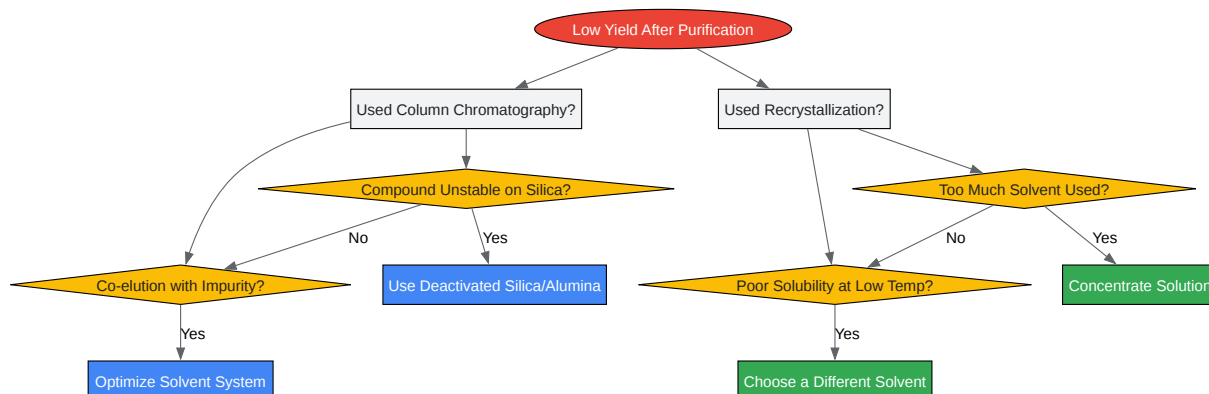 Low Yield After Purification
Used Column Chromatography?
Used Recrystallization?
Compound Unstable on Silica?
Too Much Solvent Used?
No
Yes
No
Yes
Co-elution with Impurity?
Use Deactivated Silica/Alumina
Poor Solubility at Low Temp?
Concentrate Solution
Yes
Yes
Optimize Solvent System
Choose a Different Solvent